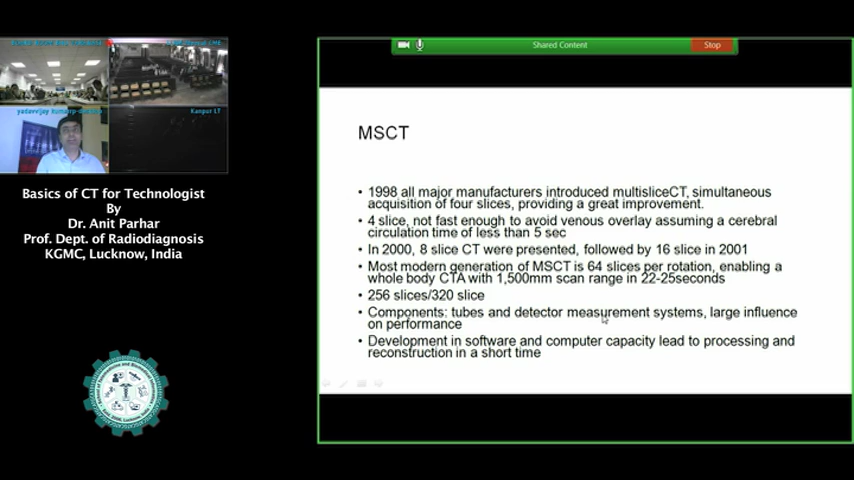 Kanpur LT
Basics of CT for Technologist
By
Dr. Anit Parhar
Prof. Dept. of Radiodiagnosis
KGMC, Lucknow, India
Shared Content
Stop
MSCT
• 1998 all major manufacturers introduced multisliceCT, simultaneous
acquisition of four slices, providing a great improvement.
• 4 slice, not fast enough to avoid venous overlay assuming a cerebral
circulation time of less than 5 sec
• In 2000, 8 slice CT were presented, followed by 16 slice in 2001
• Most modern generation of MSCT is 64 slices per rotation, enabling a
whole body CTA with 1,500mm scan range in 22-25seconds
• 256 slices/320 slice
• Components: tubes and detector measurement systems, large influence
on performance
• Development in software and computer capacity lead to processing and
reconstruction in a short time